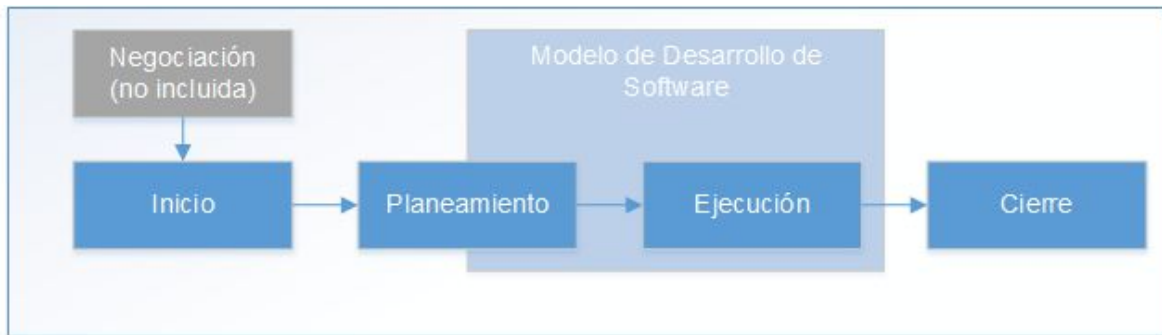 Negociación
(no incluida)
Modelo de Desarrollo de
Software
Inicio
Planeamiento
Ejecución
Cierre